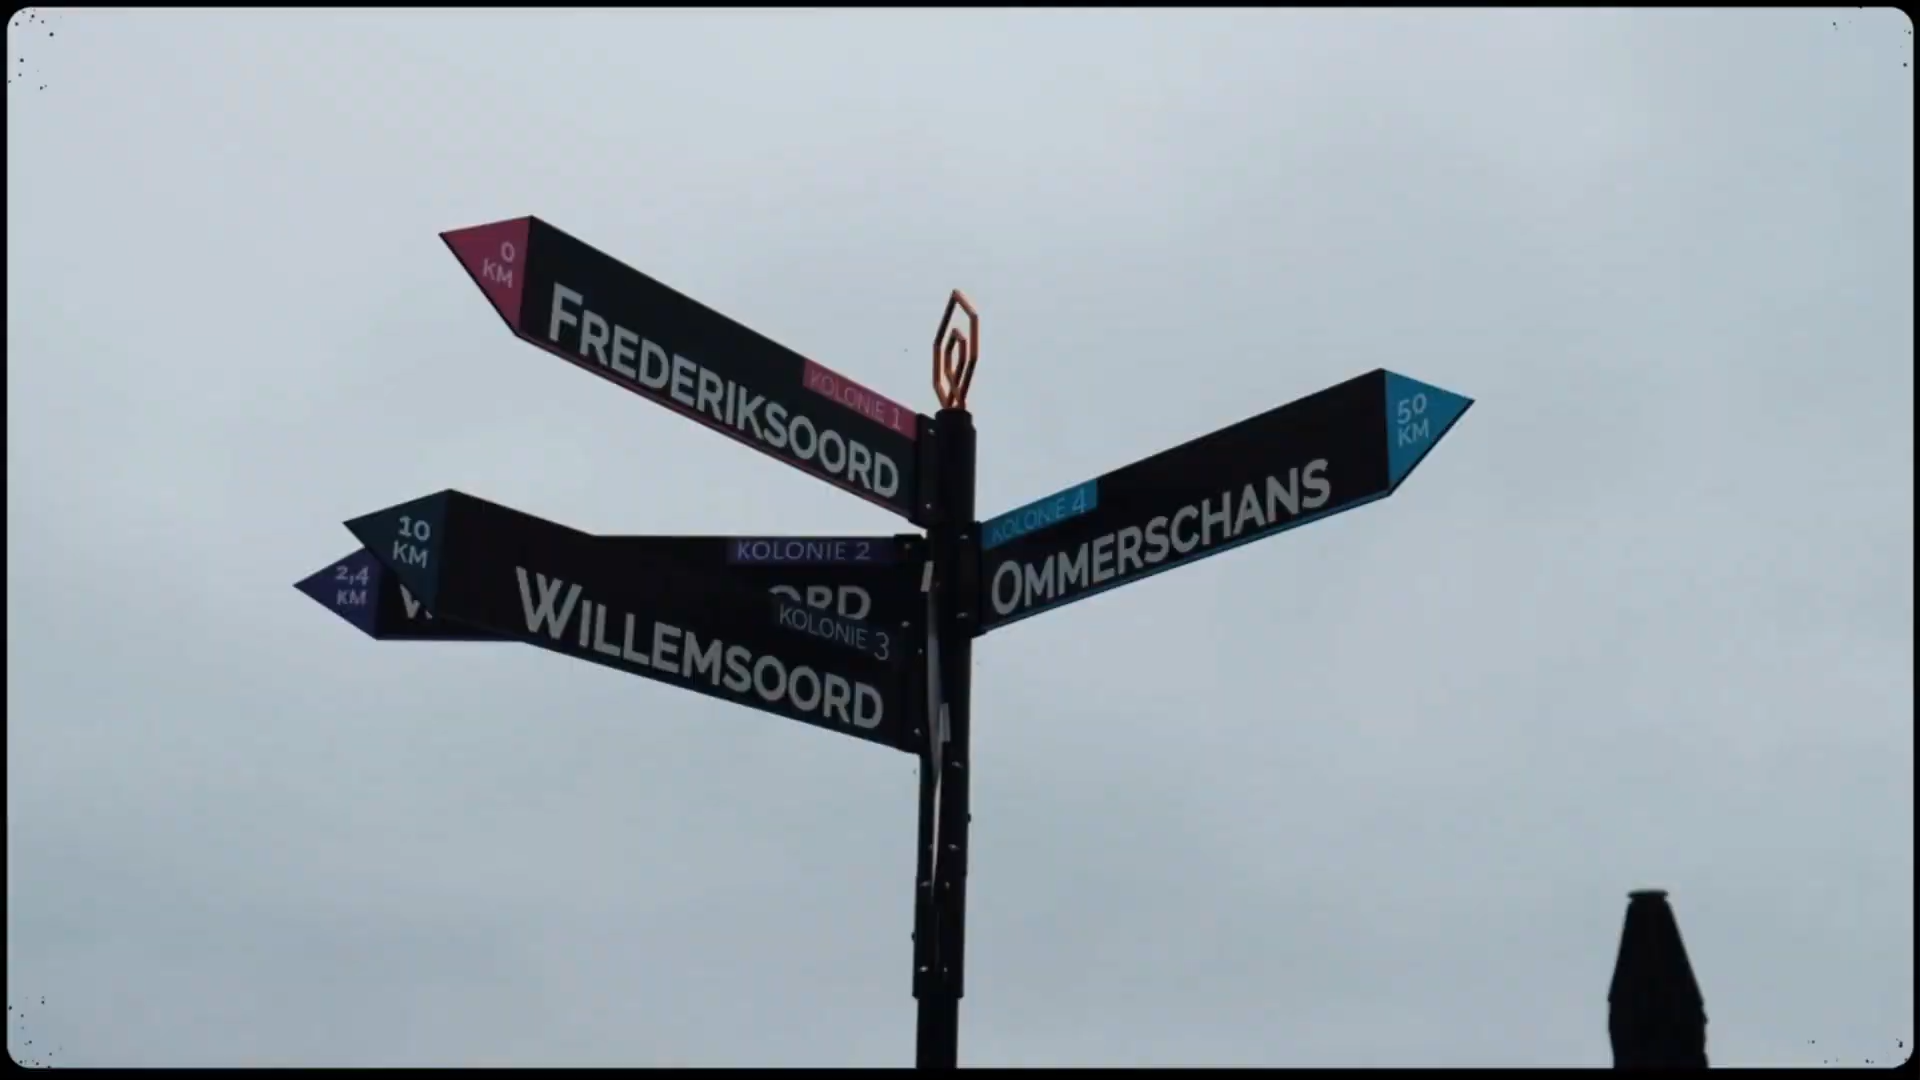 0
KM
KOLONIE 1
FREDERIKSOORD
50
KM
KOLONIE 4
OMMERSCHANS
10
KM
KOLONIE 3
WILLEMSOORD
2,4
KM
KOLONIE 2